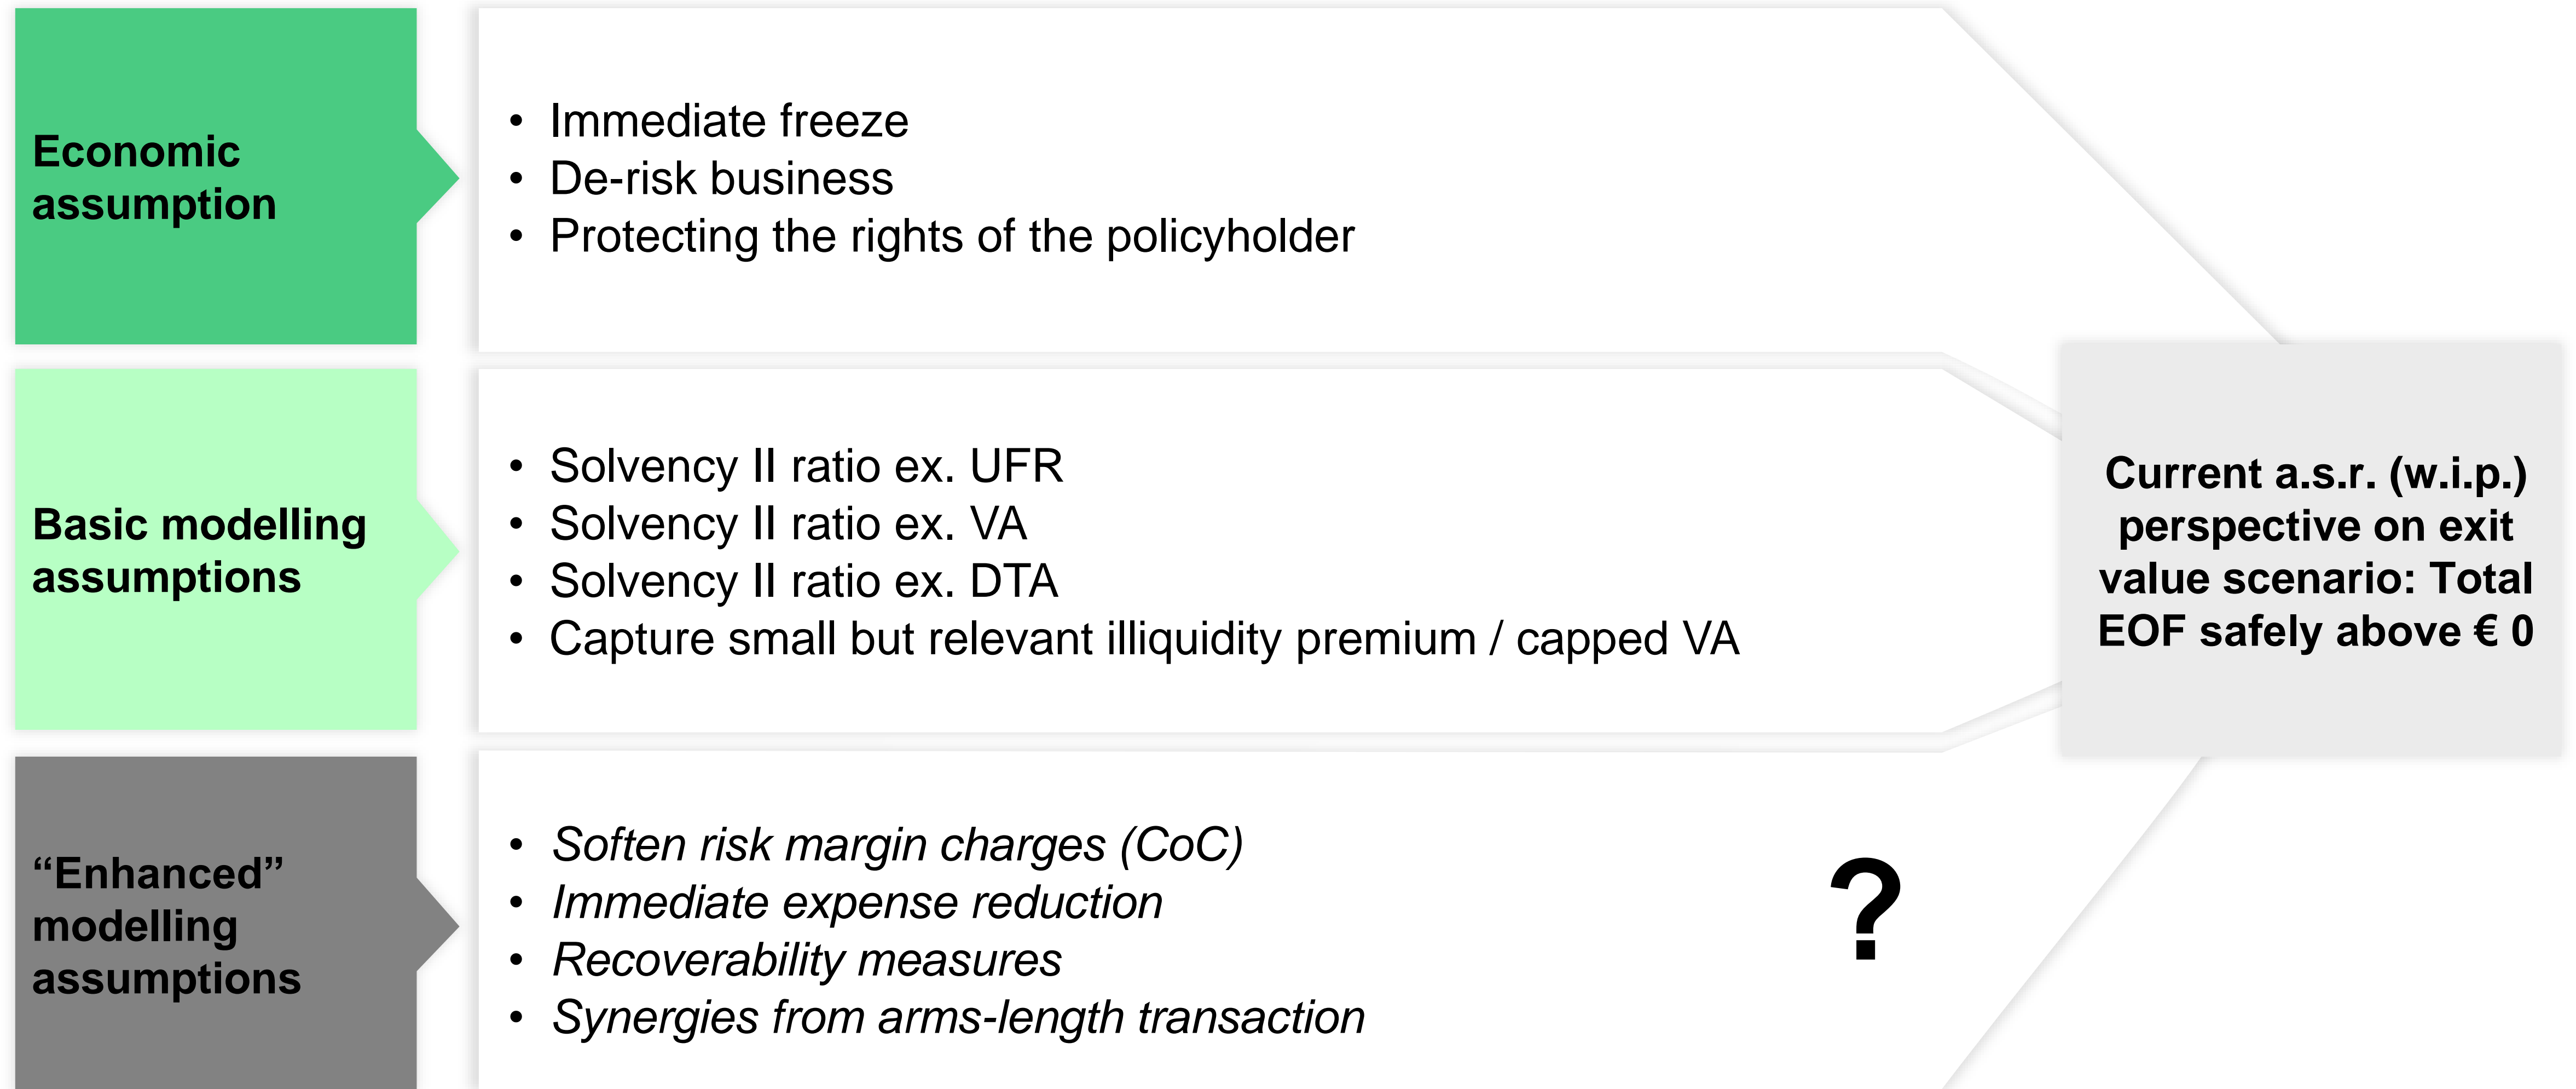 Economic
assumption
• Immediate freeze
• De-risk business
• Protecting the rights of the policyholder
Basic modelling
assumptions
• Solvency II ratio ex. UFR
• Solvency II ratio ex. VA
• Solvency II ratio ex. DTA
• Capture small but relevant illiquidity premium / capped VA
“Enhanced”
modelling
assumptions
• Soften risk margin charges (CoC)
• Immediate expense reduction
• Recoverability measures
• Synergies from arms-length transaction
?
Current a.s.r. (w.i.p.)
perspective on exit
value scenario: Total
EOF safely above € 0